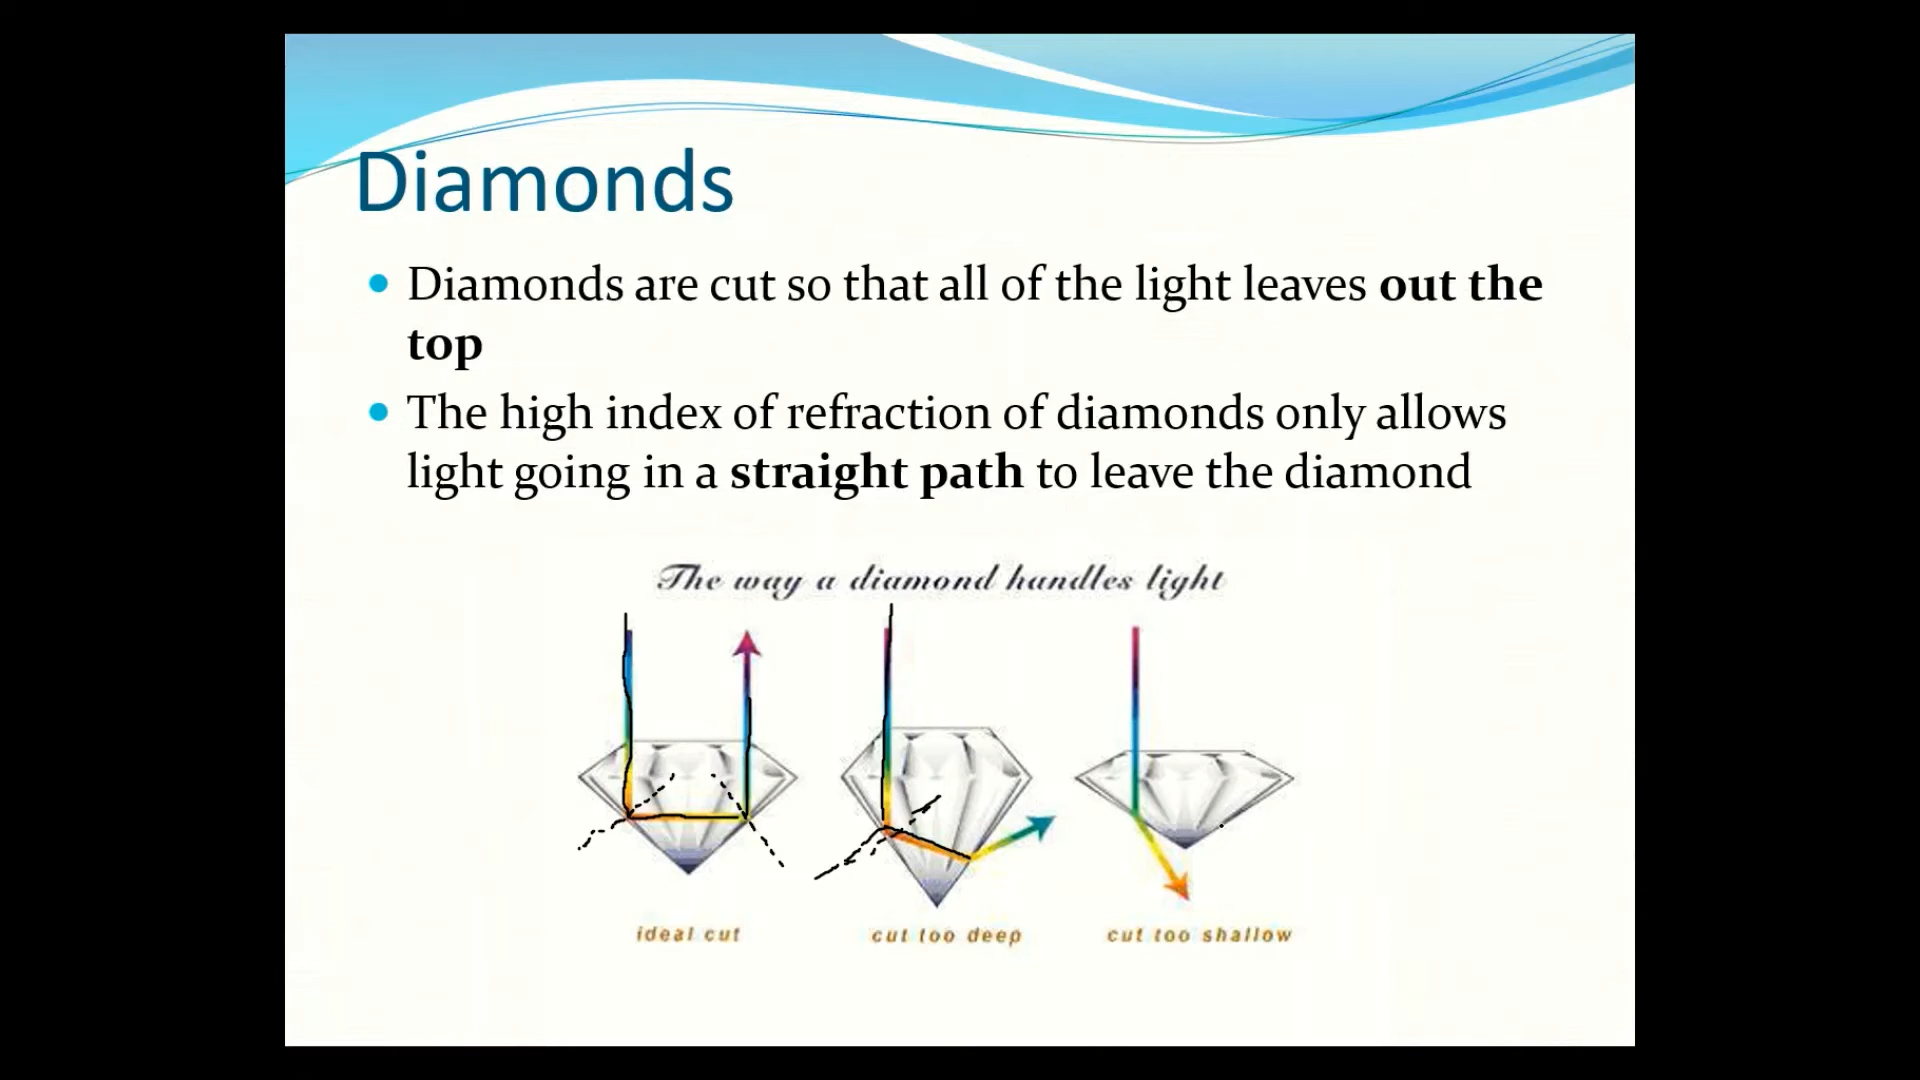 Diamonds
Diamonds are cut so that all of the light leaves out the
top
The high index of refraction of diamonds only allows
light going in a straight path to leave the diamond
The way a diamond handles light
ideal cut
cut too deep
cut too shallow